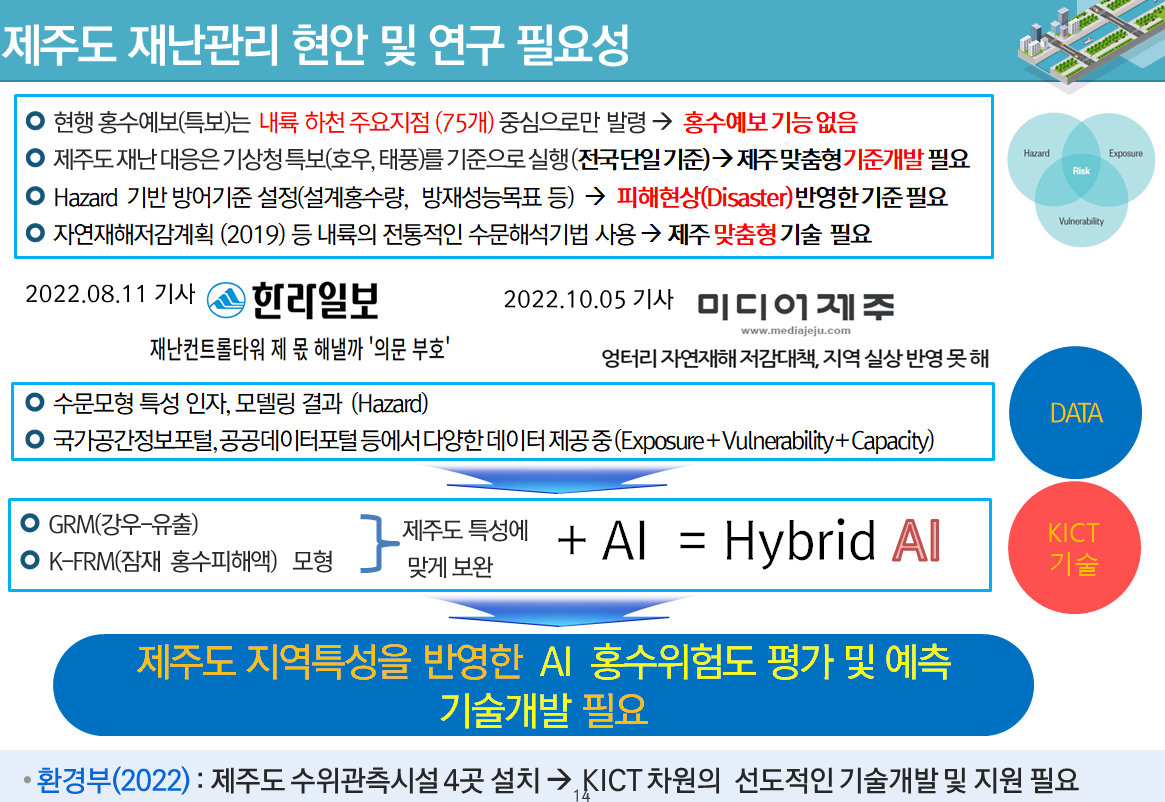 제주도 재난관리 현안 및 연구 필요성
현행 홍수예보(특보)는 내륙 하천 주요지점 (75개) 중심으로만 발령 → 홍수예보 기능 없음
제주도 재난 대응은 기상청 특보(호우, 태풍)를 기준으로 실행 (전국 단일 기준) → 제주 맞춤형 기준개발 필요
Hazard 기반 방어기준 설정(설계홍수량, 방재성능목표 등) → 피해현상(Disaster) 반영한 기준 필요
자연재해저감계획 (2019) 등 내륙의 전통적인 수문해석기법 사용 → 제주 맞춤형 기술 필요
Hazard
Exposure
Risk
Vulnerability
2022.08.11 기사 한라일보
재난컨트롤타워 제 몫 해낼까 '의문 부호'
2022.10.05 기사 미디어제주
www.mediajeju.com
엉터리 자연재해 저감대책, 지역 실상 반영 못 해
수문모형 특성 인자, 모델링 결과 (Hazard)
국가공간정보포털, 공공데이터포털 등에서 다양한 데이터 제공 중 (Exposure + Vulnerability + Capacity)
DATA
GRM(강우-유출)
K-FRM(잠재 홍수피해액) 모형
제주도 특성에
맞게 보완
+ AI = Hybrid AI
KICT
기술
제주도 지역특성을 반영한 AI 홍수위험도 평가 및 예측
기술개발 필요
• 환경부(2022) : 제주도 수위관측시설 4곳 설치 → KICT 차원의 선도적인 기술개발 및 지원 필요
14